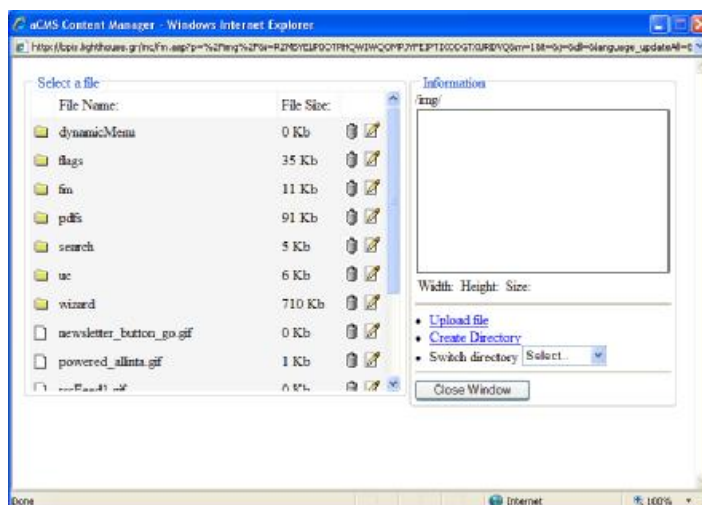 aCMS Content Manager - Windows Internet Explorer
Select a file
File Name: File Size:
dynamicMenu 0 Kb
flags 35 Kb
fm 11 Kb
pdfs 91 Kb
search 5 Kb
uc 6 Kb
wizard 710 Kb
newsletter_button_go.gif 0 Kb
powered_allinta.gif 1 Kb
0 Kb
Information
/img/
Width: Height: Size:
Upload file
Create Directory
Switch directory Select...
Close Window
Done Internet 100%